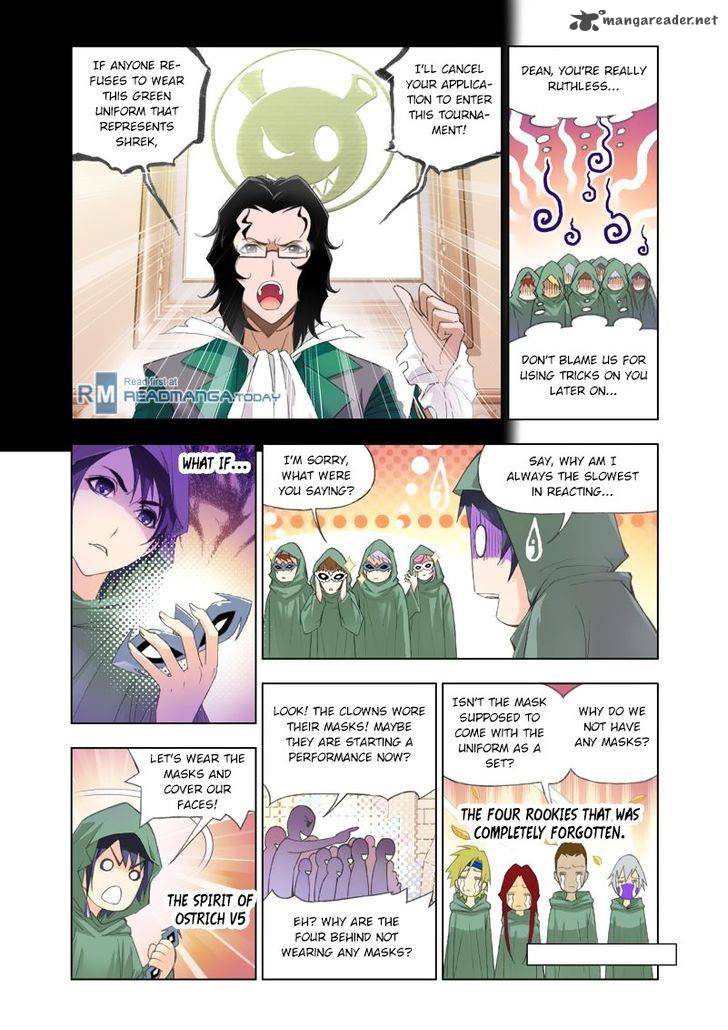 mangareader.net
IF ANYONE RE-
FUSES TO WEAR
THIS GREEN
UNIFORM THAT
REPRESENTS
SHREK,
I'LL CANCEL
YOUR APPLICA-
TION TO ENTER
THIS TOURNA-
MENT!
RM
Read first at
READMANGA.TODAY
DEAN, YOU'RE REALLY
RUTHLESS...
DON'T BLAME US FOR
USING TRICKS ON YOU
LATER ON...
WHAT IF...
I'M SORRY,
WHAT WERE
YOU SAYING?
SAY, WHY AM I
ALWAYS THE SLOWEST
IN REACTING...
LET'S WEAR THE
MASKS AND
COVER OUR
FACES!
THE SPIRIT OF
OSTRICH V5
LOOK! THE CLOWNS WORE
THEIR MASKS! MAYBE
THEY ARE STARTING A
PERFORMANCE NOW?
EH? WHY ARE THE
FOUR BEHIND NOT
WEARING ANY MASKS?
ISN'T THE MASK
SUPPOSED TO
COME WITH THE
UNIFORM AS A
SET?
WHY DO WE
NOT HAVE
ANY MASKS?
THE FOUR ROOKIES THAT WAS
COMPLETELY FORGOTTEN.